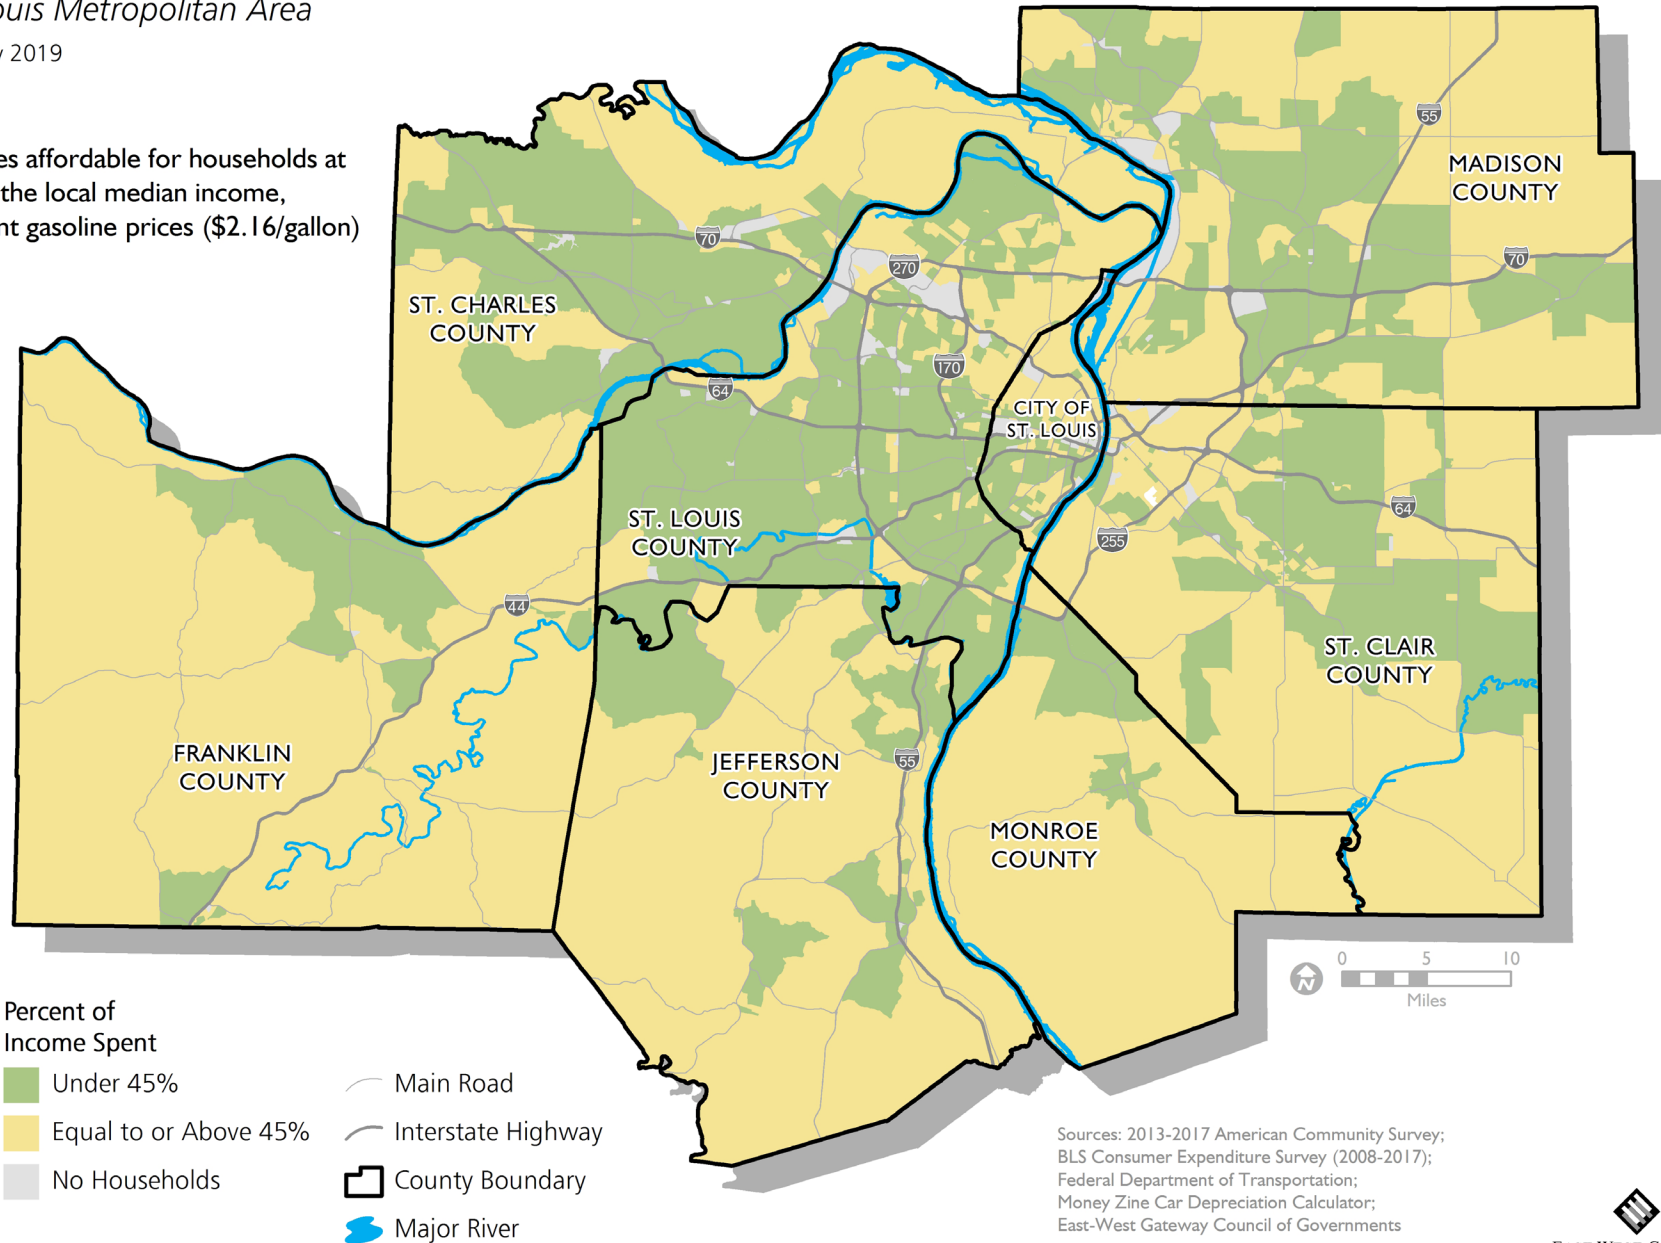 ouis Metropolitan Area
2019
es affordable for households at
the local median income,
nt gasoline prices ($2.16/gallon)
55
MADISON
COUNTY
70
270
70
ST. CHARLES
COUNTY
170
64
CITY OF
ST. LOUIS
64
ST. LOUIS
COUNTY
255
44
ST. CLAIR
COUNTY
FRANKLIN
COUNTY
JEFFERSON
COUNTY
55
MONROE
COUNTY
0 5 10
N
Miles
Percent of
Income Spent
Under 45%
Equal to or Above 45%
No Households
Main Road
Interstate Highway
County Boundary
Major River
Sources: 2013-2017 American Community Survey;
BLS Consumer Expenditure Survey (2008-2017);
Federal Department of Transportation;
Money Zine Car Depreciation Calculator;
East-West Gateway Council of Governments